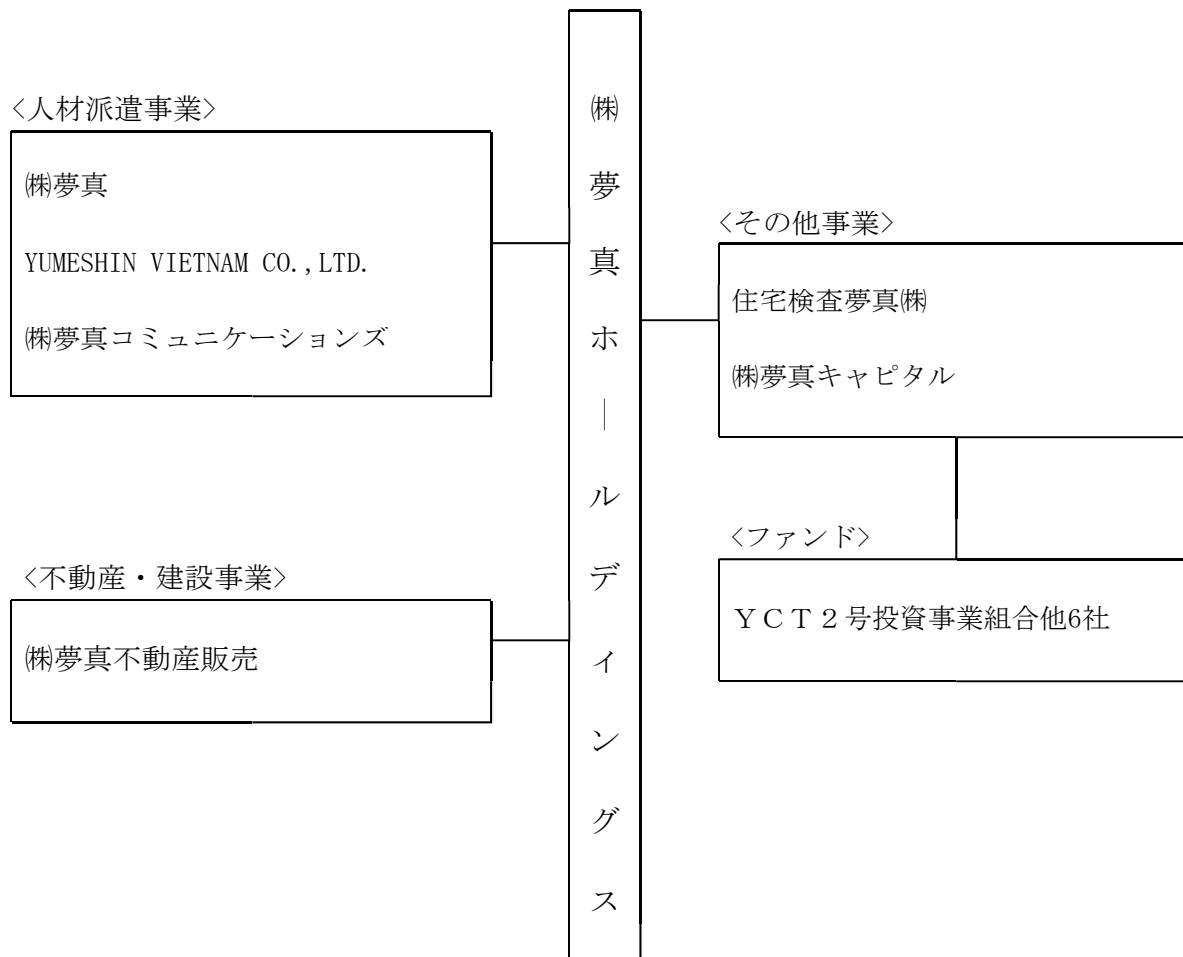 <人材派遣事業>
㈱夢真
YUMESHIN VIETNAM CO.,LTD.
㈱夢真コミュニケーションズ
<不動産・建設事業>
㈱夢真不動産販売
㈱夢真ホールディングス
<その他事業>
住宅検査夢真㈱
㈱夢真キャピタル
<ファンド>
ＹＣＴ２号投資事業組合他6社